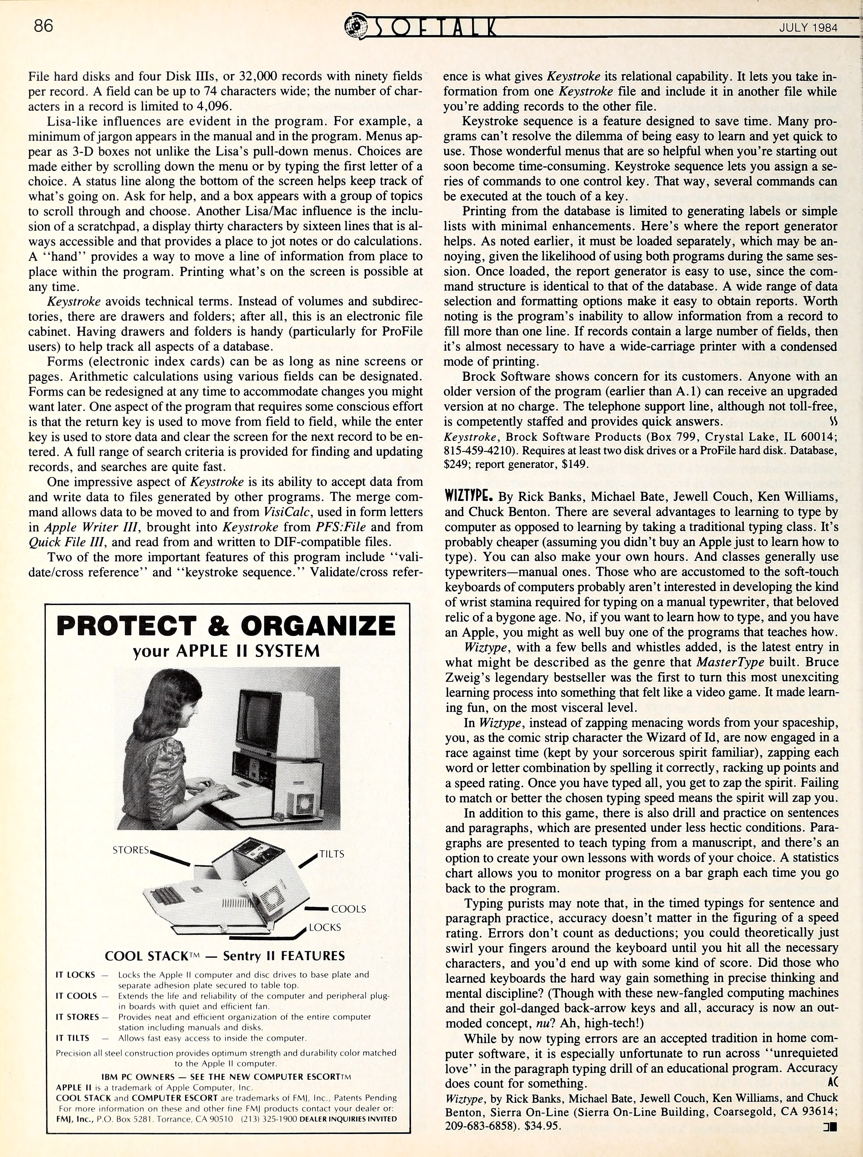 86
SOFTALK
JULY 1984
File hard disks and four Disk IIIs, or 32,000 records with ninety fields
per record. A field can be up to 74 characters wide; the number of char-
acters in a record is limited to 4,096.
Lisa-like influences are evident in the program. For example, a
minimum of jargon appears in the manual and in the program. Menus ap-
pear as 3-D boxes not unlike the Lisa's pull-down menus. Choices are
made either by scrolling down the menu or by typing the first letter of a
choice. A status line along the bottom of the screen helps keep track of
what's going on. Ask for help, and a box appears with a group of topics
to scroll through and choose. Another Lisa/Mac influence is the inclu-
sion of a scratchpad, a display thirty characters by sixteen lines that is al-
ways accessible and that provides a place to jot notes or do calculations.
A "hand" provides a way to move a line of information from place to
place within the program. Printing what's on the screen is possible at
any time.
Keystroke avoids technical terms. Instead of volumes and subdirec-
tories, there are drawers and folders; after all, this is an electronic file
cabinet. Having drawers and folders is handy (particularly for ProFile
users) to help track all aspects of a database.
Forms (electronic index cards) can be as long as nine screens or
pages. Arithmetic calculations using various fields can be designated.
Forms can be redesigned at any time to accommodate changes you might
want later. One aspect of the program that requires some conscious effort
is that the return key is used to move from field to field, while the enter
key is used to store data and clear the screen for the next record to be en-
tered. A full range of search criteria is provided for finding and updating
records, and searches are quite fast.
One impressive aspect of Keystroke is its ability to accept data from
and write data to files generated by other programs. The merge com-
mand allows data to be moved to and from VisiCalc, used in form letters
in Apple Writer III, brought into Keystroke from PFS:File and from
Quick File III, and read from and written to DIF-compatible files.
Two of the more important features of this program include "vali-
date/cross reference" and "keystroke sequence." Validate/cross refer-
PROTECT & ORGANIZE
your APPLE II SYSTEM
STORES
TILTS
COOLS
LOCKS
COOL STACK™ — Sentry II FEATURES
IT LOCKS — Locks the Apple II computer and disc drives to base plate and
separate adhesion plate secured to table top.
IT COOLS — Extends the life and reliability of the computer and peripheral plug-
in boards with quiet and efficient fan.
IT STORES — Provides neat and efficient organization of the entire computer
station including manuals and disks.
IT TILTS — Allows fast easy access to inside the computer.
Precision all steel construction provides optimum strength and durability color matched
to the Apple II computer.
IBM PC OWNERS — SEE THE NEW COMPUTER ESCORT™
APPLE II is a trademark of Apple Computer, Inc.
COOL STACK and COMPUTER ESCORT are trademarks of FMJ, Inc., Patents Pending
For more information on these and other fine FMJ products contact your dealer or:
FMJ, Inc., P.O. Box 5281. Torrance, CA 90510 (213) 325-1900 DEALER INQUIRIES INVITED
ence is what gives Keystroke its relational capability. It lets you take in-
formation from one Keystroke file and include it in another file while
you're adding records to the other file.
Keystroke sequence is a feature designed to save time. Many pro-
grams can't resolve the dilemma of being easy to learn and yet quick to
use. Those wonderful menus that are so helpful when you're starting out
soon become time-consuming. Keystroke sequence lets you assign a se-
ries of commands to one control key. That way, several commands can
be executed at the touch of a key.
Printing from the database is limited to generating labels or simple
lists with minimal enhancements. Here's where the report generator
helps. As noted earlier, it must be loaded separately, which may be an-
noying, given the likelihood of using both programs during the same ses-
sion. Once loaded, the report generator is easy to use, since the com-
mand structure is identical to that of the database. A wide range of data
selection and formatting options make it easy to obtain reports. Worth
noting is the program's inability to allow information from a record to
fill more than one line. If records contain a large number of fields, then
it's almost necessary to have a wide-carriage printer with a condensed
mode of printing.
Brock Software shows concern for its customers. Anyone with an
older version of the program (earlier than A.1) can receive an upgraded
version at no charge. The telephone support line, although not toll-free,
is competently staffed and provides quick answers.
Keystroke, Brock Software Products (Box 799, Crystal Lake, IL 60014;
815-459-4210). Requires at least two disk drives or a ProFile hard disk. Database,
$249; report generator, $149.
WIZTYPE. By Rick Banks, Michael Bate, Jewell Couch, Ken Williams,
and Chuck Benton. There are several advantages to learning to type by
computer as opposed to learning by taking a traditional typing class. It's
probably cheaper (assuming you didn't buy an Apple just to learn how to
type). You can also make your own hours. And classes generally use
typewriters—manual ones. Those who are accustomed to the soft-touch
keyboards of computers probably aren't interested in developing the kind
of wrist stamina required for typing on a manual typewriter, that beloved
relic of a bygone age. No, if you want to learn how to type, and you have
an Apple, you might as well buy one of the programs that teaches how.
Wiztype, with a few bells and whistles added, is the latest entry in
what might be described as the genre that MasterType built. Bruce
Zweig's legendary bestseller was the first to turn this most unexciting
learning process into something that felt like a video game. It made learn-
ing fun, on the most visceral level.
In Wiztype, instead of zapping menacing words from your spaceship,
you, as the comic strip character the Wizard of Id, are now engaged in a
race against time (kept by your sorcerous spirit familiar), zapping each
word or letter combination by spelling it correctly, racking up points and
a speed rating. Once you have typed all, you get to zap the spirit. Failing
to match or better the chosen typing speed means the spirit will zap you.
In addition to this game, there is also drill and practice on sentences
and paragraphs, which are presented under less hectic conditions. Para-
graphs are presented to teach typing from a manuscript, and there's an
option to create your own lessons with words of your choice. A statistics
chart allows you to monitor progress on a bar graph each time you go
back to the program.
Typing purists may note that, in the timed typings for sentence and
paragraph practice, accuracy doesn't matter in the figuring of a speed
rating. Errors don't count as deductions; you could theoretically just
swirl your fingers around the keyboard until you hit all the necessary
characters, and you'd end up with some kind of score. Did those who
learned keyboards the hard way gain something in precise thinking and
mental discipline? (Though with these new-fangled computing machines
and their gol-danged back-arrow keys and all, accuracy is now an out-
moded concept, nu? Ah, high-tech!)
While by now typing errors are an accepted tradition in home com-
puter software, it is especially unfortunate to run across "unrequieted
love" in the paragraph typing drill of an educational program. Accuracy
does count for something. AC
Wiztype, by Rick Banks, Michael Bate, Jewell Couch, Ken Williams, and Chuck
Benton, Sierra On-Line (Sierra On-Line Building, Coarsegold, CA 93614;
209-683-6858). $34.95.